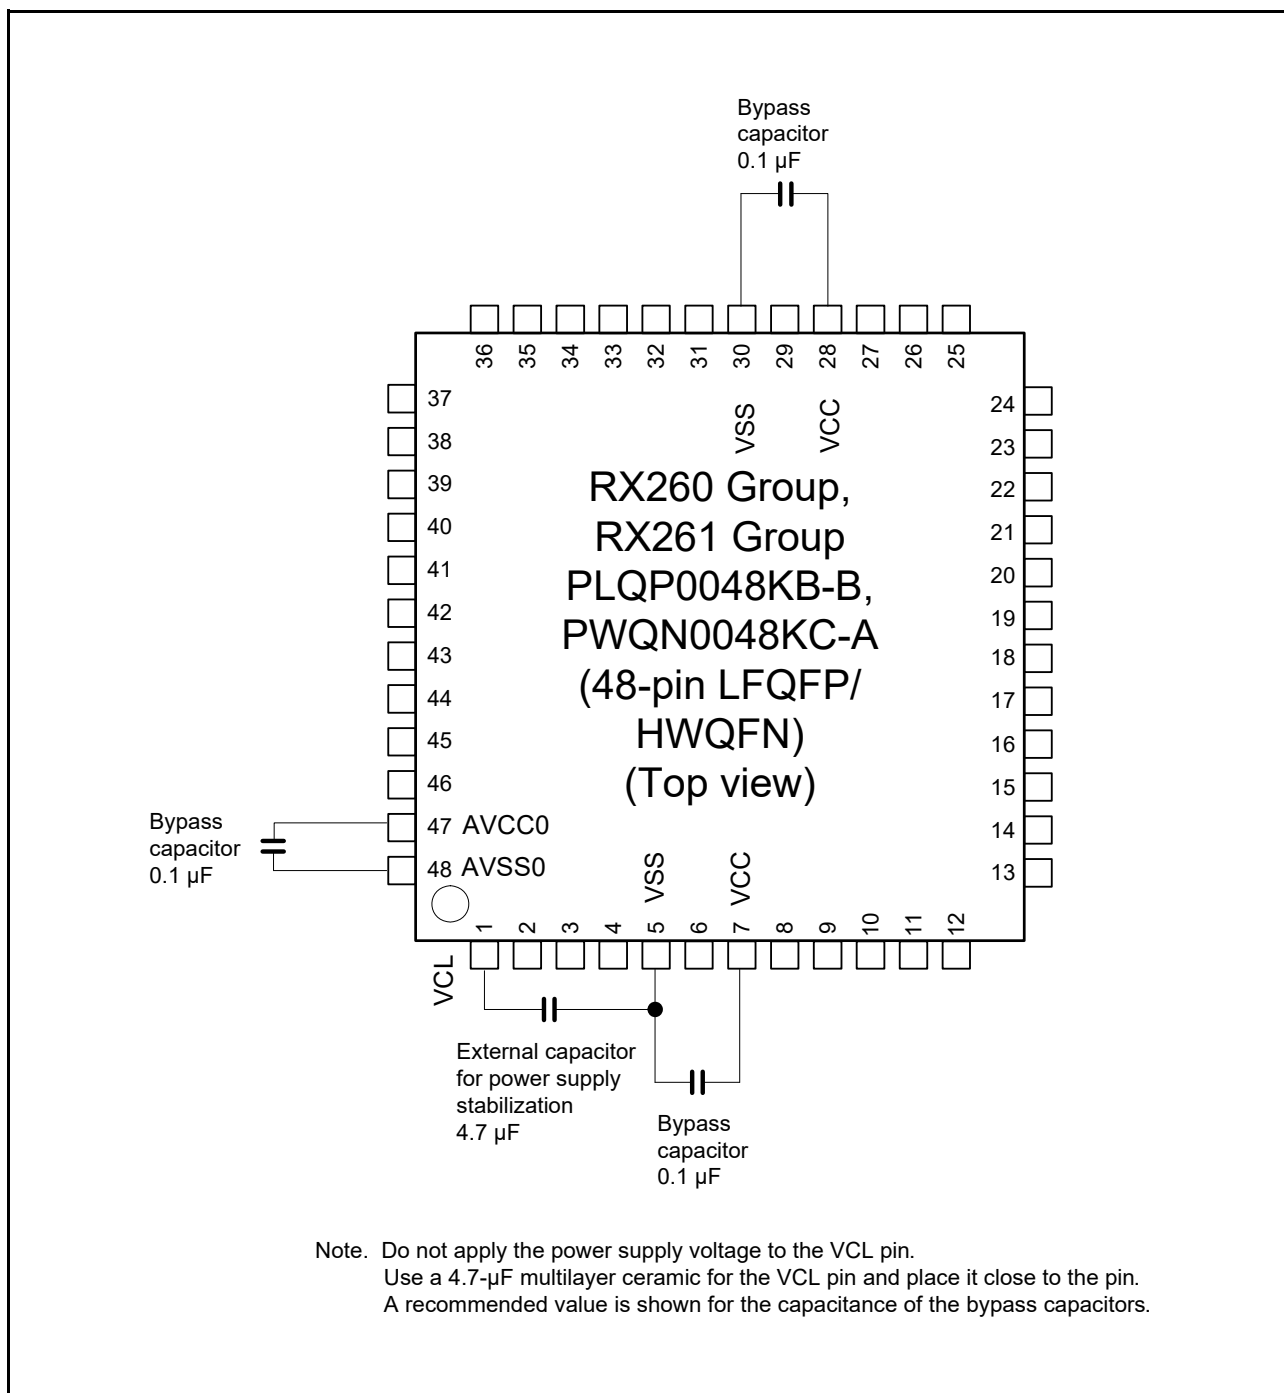 Bypass
capacitor
0.1 µF
36 35 34 33 32 31 30 29 28 27 26 25
VSS VCC
37
38
39
40
41
42
43
44
45
46
47 AVCC0
48 AVSS0
24
23
22
21
20
19
18
17
16
15
14
13
RX260 Group,
RX261 Group
PLQP0048KB-B,
PWQN0048KC-A
(48-pin LFQFP/
HWQFN)
(Top view)
Bypass
capacitor
0.1 µF
VSS VCC
1 2 3 4 5 6 7 8 9 10 11 12
VCL
External capacitor
for power supply
stabilization
4.7 µF
Bypass
capacitor
0.1 µF
Note. Do not apply the power supply voltage to the VCL pin.
Use a 4.7-µF multilayer ceramic for the VCL pin and place it close to the pin.
A recommended value is shown for the capacitance of the bypass capacitors.